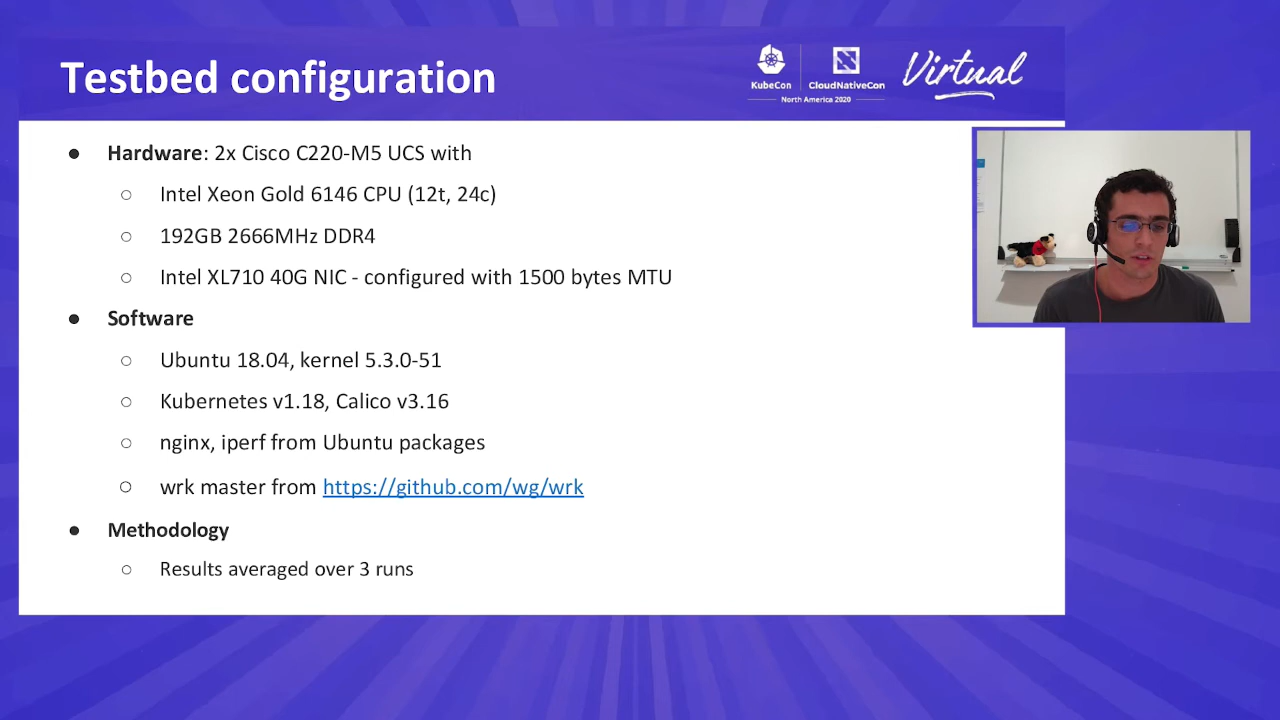 Testbed configuration
KubeCon
CloudNativeCon
North America 2020
Virtual
● Hardware: 2x Cisco C220-M5 UCS with
○ Intel Xeon Gold 6146 CPU (12t, 24c)
○ 192GB 2666MHz DDR4
○ Intel XL710 40G NIC - configured with 1500 bytes MTU
● Software
○ Ubuntu 18.04, kernel 5.3.0-51
○ Kubernetes v1.18, Calico v3.16
○ nginx, iperf from Ubuntu packages
○ wrk master from https://github.com/wg/wrk
● Methodology
○ Results averaged over 3 runs